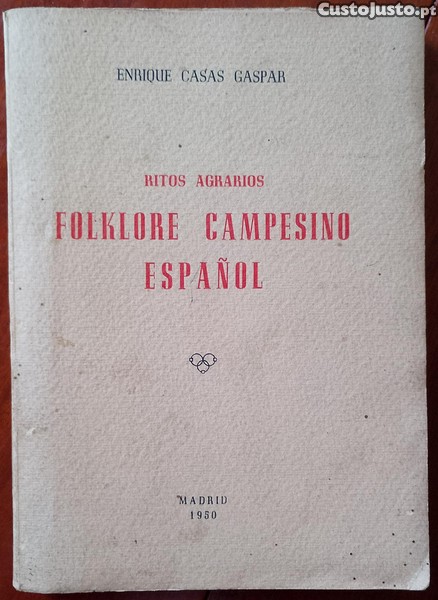 CustoJusto.pt
ENRIQUE CASAS GASPAR
RITOS AGRARIOS
FOLKLORE CAMPESINO
ESPAÑOL
MADRID
1950